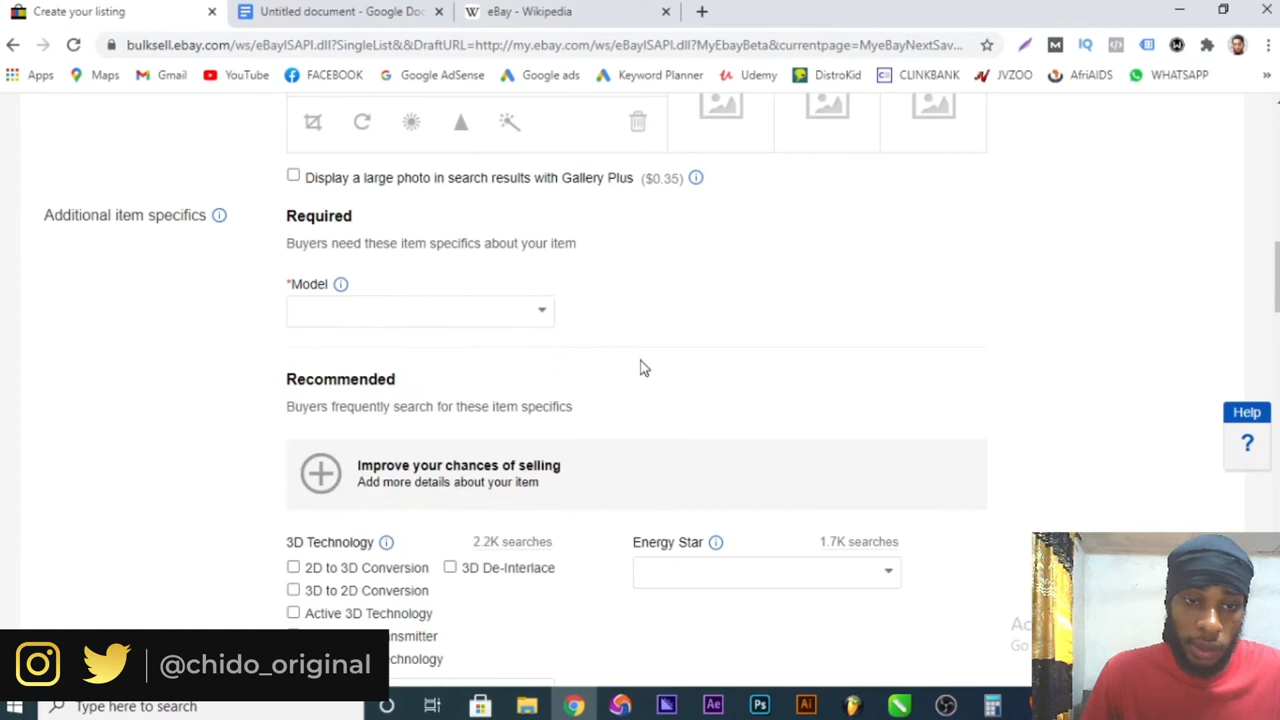 Create your listing
Untitled document - Google Doc
eBay - Wikipedia
bulksell.ebay.com/ws/eBayISAPI.dll?SingleList&&DraftURL=http://my.ebay.com/ws/eBayISAPI.dll?MyEbayBeta&currentpage=MyeBayNextSav...
Apps Maps Gmail YouTube FACEBOOK Google AdSense Google ads Keyword Planner Udemy DistroKid CLINKBANK JVZOO AfriAIDS WHATSAPP »
Display a large photo in search results with Gallery Plus ($0.35)
Additional item specifics
Required
Buyers need these item specifics about your item
*Model
Recommended
Buyers frequently search for these item specifics
Help
?
Improve your chances of selling
Add more details about your item
3D Technology 2.2K searches
Energy Star 1.7K searches
2D to 3D Conversion
3D De-Interlace
3D to 2D Conversion
Active 3D Technology
@chido_original
Type here to search